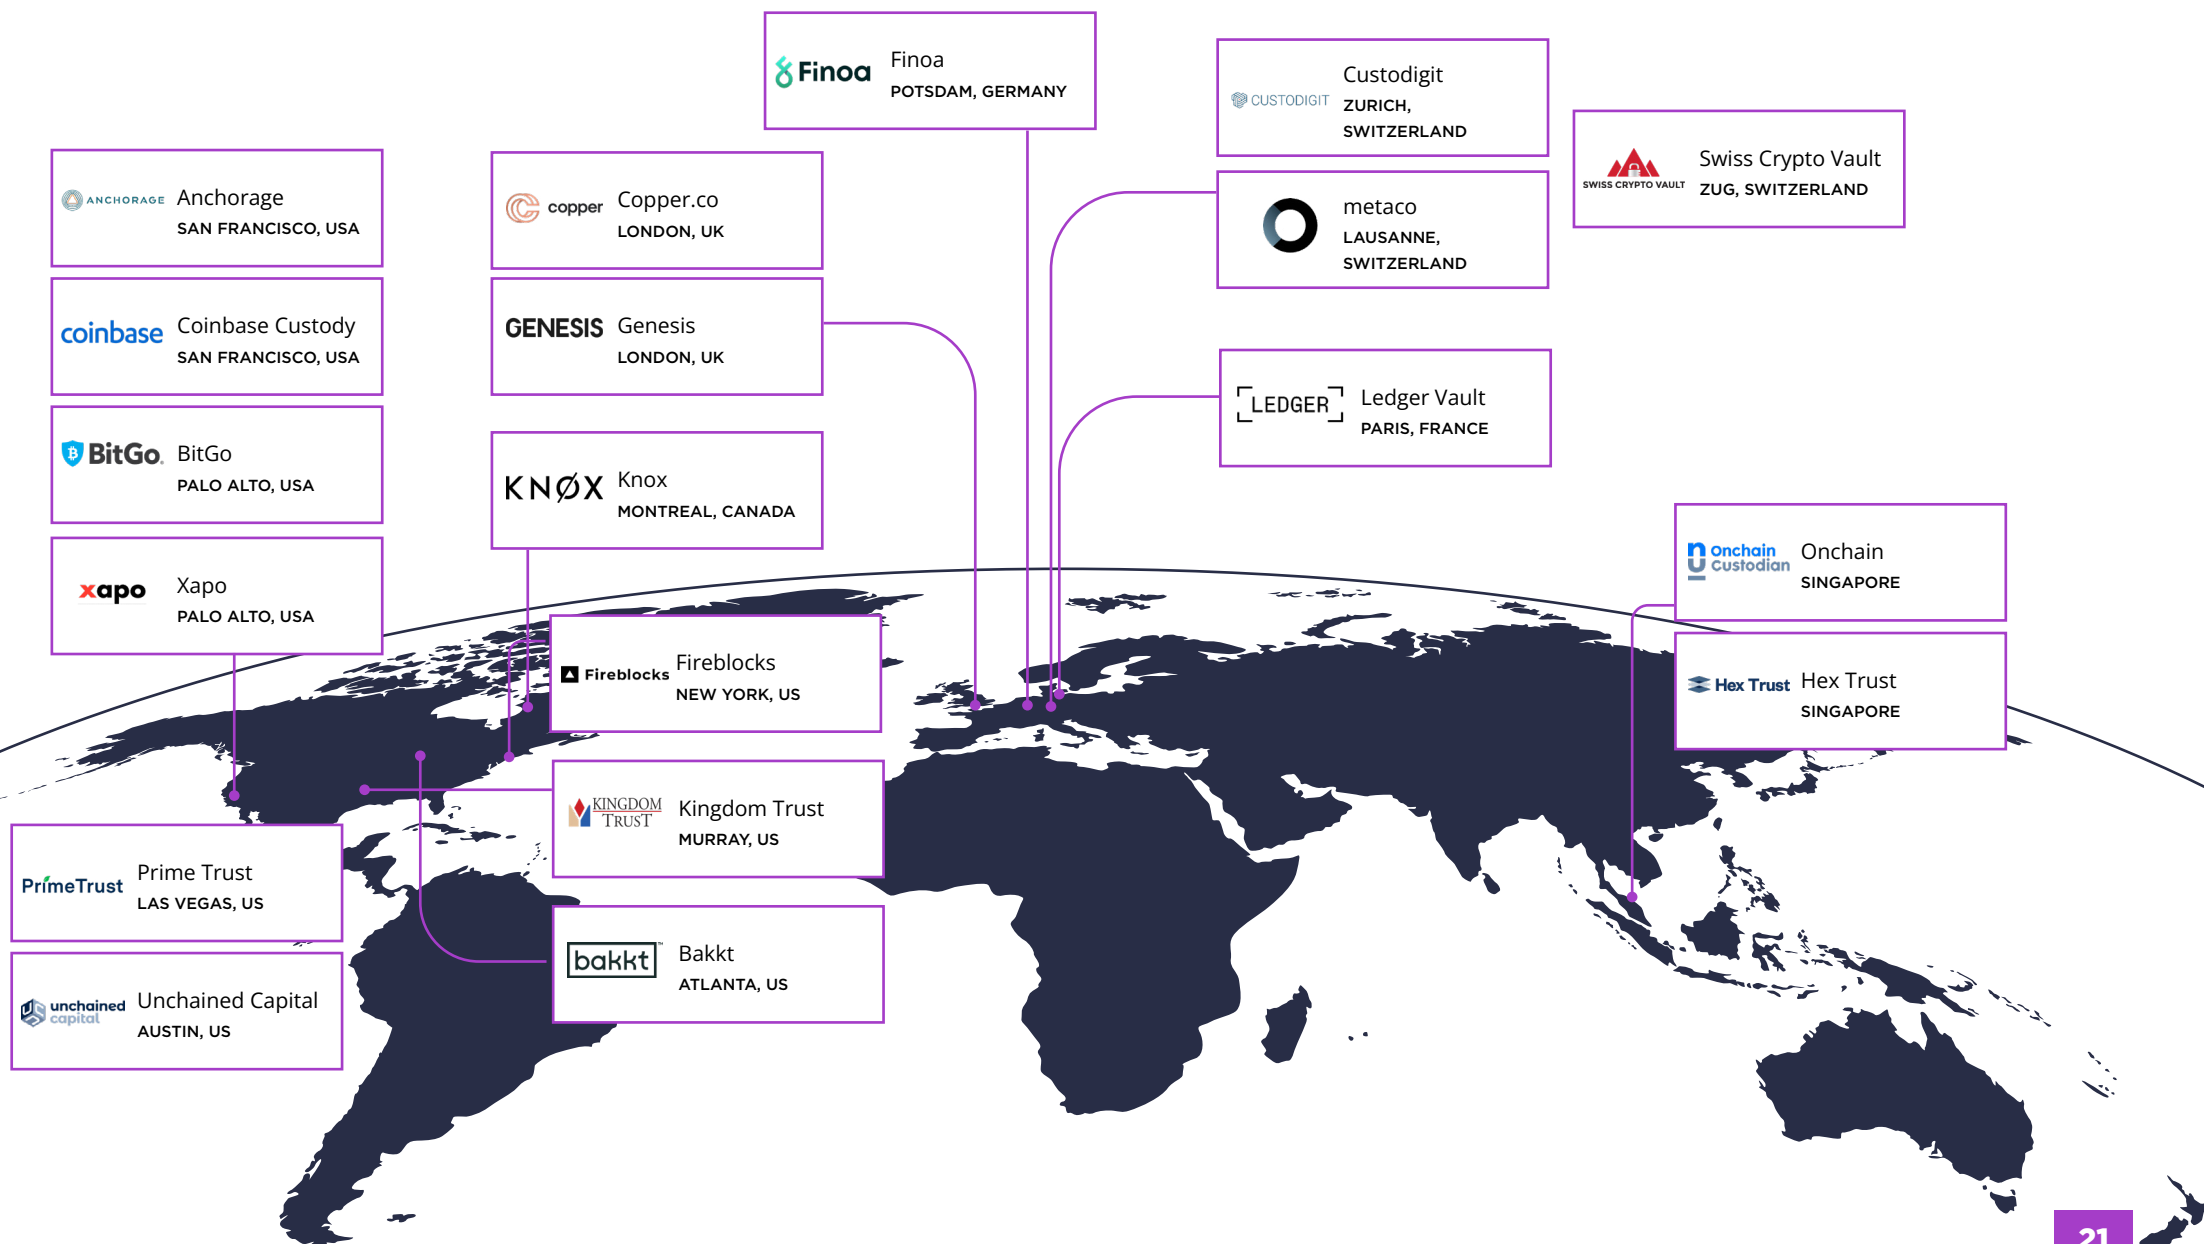 Finoa
Finoa
POTSDAM, GERMANY
CUSTODIGIT
Custodigit
ZURICH,
SWITZERLAND
SWISS CRYPTO VAULT
Swiss Crypto Vault
ZUG, SWITZERLAND
metaco
LAUSANNE,
SWITZERLAND
ANCHORAGE
Anchorage
SAN FRANCISCO, USA
copper
Copper.co
LONDON, UK
coinbase
Coinbase Custody
SAN FRANCISCO, USA
GENESIS
Genesis
LONDON, UK
LEDGER
Ledger Vault
PARIS, FRANCE
BitGo.
BitGo
PALO ALTO, USA
KNØX
Knox
MONTREAL, CANADA
xapo
Xapo
PALO ALTO, USA
Onchain
Custodian
Onchain
SINGAPORE
Fireblocks
Fireblocks
NEW YORK, US
Hex Trust
Hex Trust
SINGAPORE
KINGDOM
TRUST
Kingdom Trust
MURRAY, US
PrimeTrust
Prime Trust
LAS VEGAS, US
bakkt™
Bakkt
ATLANTA, US
unchained
capital
Unchained Capital
AUSTIN, US
21